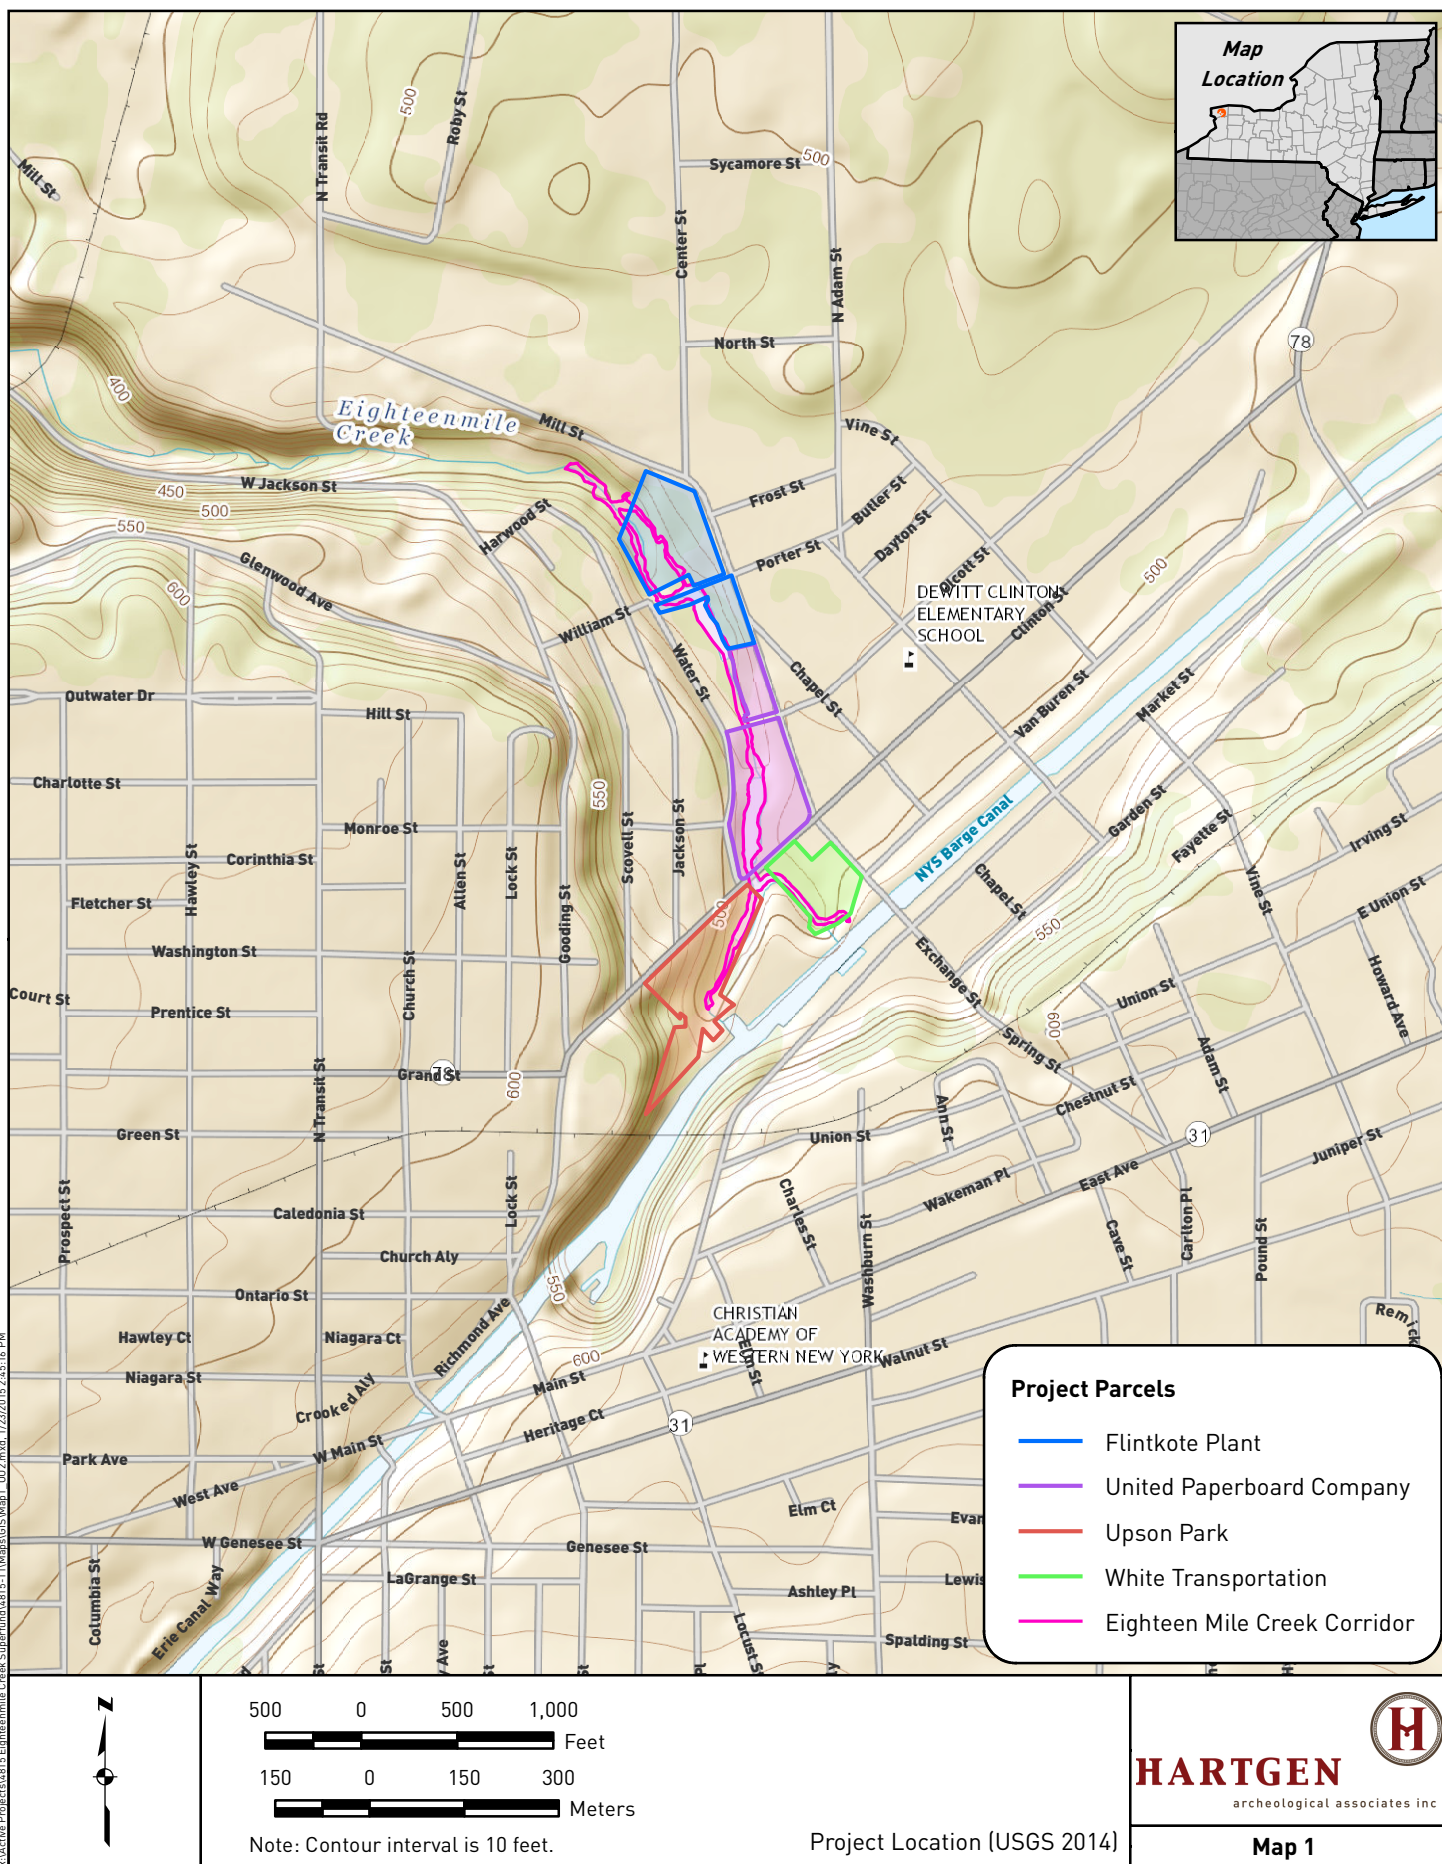 Map
Location
500
Roby St
N Transit Rd
Sycamore St
500
Mill St
Center St
N Adam St
North St
78
400
Eighteenmile
Creek
Mill St
Vine St
W Jackson St
450
500
550
Frost St
Butler St
Harwood St
Dayton St
Porter St
Olcott St
500
Glenwood Ave
600
DEWITT CLINTON
ELEMENTARY
SCHOOL
Clinton St
William St
Water St
Chapel St
Outwater Dr
Hill St
Van Buren St
Market St
Charlotte St
550
Monroe St
Scovell St
Jackson St
NYS Barge Canal
Garden St
Fayette St
Irving St
Corinthia St
Hawley St
Allen St
Lock St
Chapel St
Vine St
E Union St
Fletcher St
500
Gooding St
550
Washington St
Church St
Exchange St
Howard Ave
Court St
Prentice St
Union St
600
Spring St
Adam St
78
Grand St
600
N Transit St
Chestnut St
Ann St
Green St
Union St
31
Juniper St
East Ave
Wakeman Pl
Prospect St
Lock St
Charles St
Washburn St
Cave St
Carlton Pl
Pound St
Caledonia St
Church Aly
550
Ontario St
Richmond Ave
CHRISTIAN
ACADEMY OF
WESTERN NEW YORK
Elm St
Walnut St
Remick
Hawley Ct
Niagara Ct
600
Niagara St
Main St
Crooked Aly
Heritage Ct
31
W Main St
Park Ave
West Ave
Elm Ct
Evan
W Genesee St
Genesee St
LaGrange St
Ashley Pl
Lewis
Columbia St
Erie Canal Way
Locust S
Spalding St
St
St
Ave
St
St
Pl
Project Parcels
Flintkote Plant
United Paperboard Company
Upson Park
White Transportation
Eighteen Mile Creek Corridor
N
500 0 500 1,000
Feet
150 0 150 300
Meters
Note: Contour interval is 10 feet.
Project Location (USGS 2014)
H
HARTGEN
archeological associates inc
Map 1